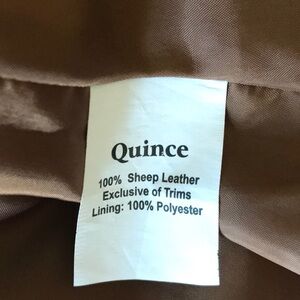 Quince
100% Sheep Leather
Exclusive of Trims
Lining: 100% Polyester